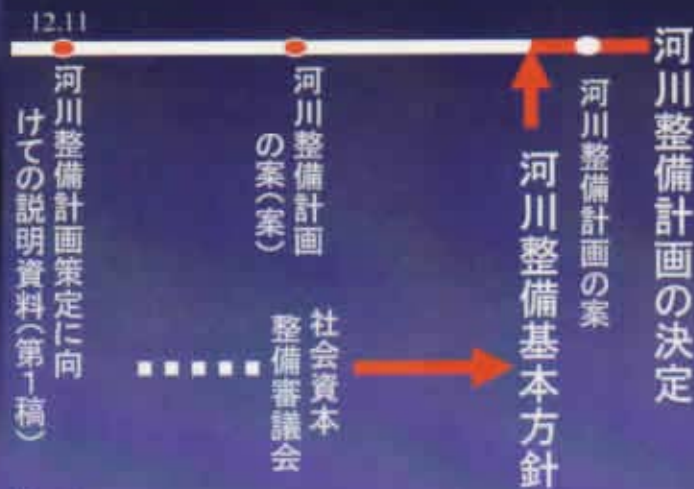 12.11
河川整備計画策定に向
けての説明資料(第1稿)
河川整備計画
の案(案)
社会資本
整備審議会
河川整備基本方針
河川整備計画の案
河川整備計画の決定